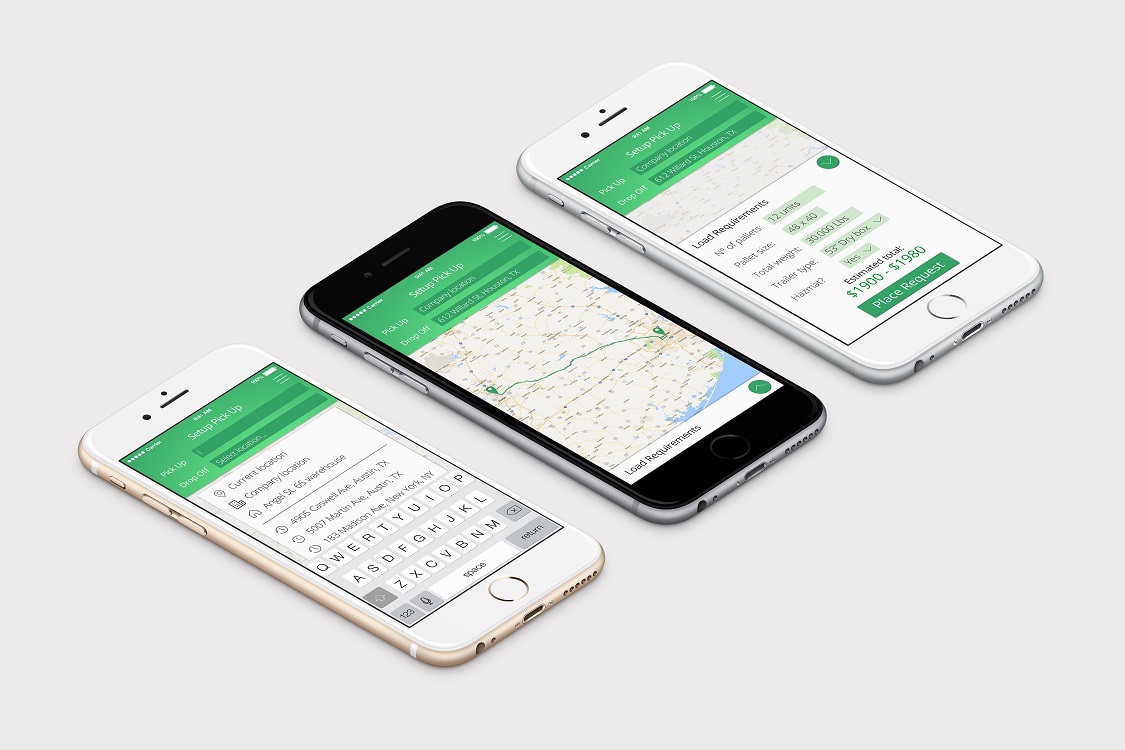 Carrier
9:41 AM
100%
Setup Pick Up
Pick Up
Drop Off
Select location...
Current location
Company location
Angel St. 65 warehouse
4905 Caswell Ave, Austin, TX
5007 Martin Ave, Austin, TX
183 Madison Ave, New York, NY
Q W E R T Y U I O P
A S D F G H J K L
Z X C V B N M
123
space
return
Carrier
9:41 AM
100%
Setup Pick Up
Pick Up
Company location
Drop Off
612 Willard St, Houston, TX
Load Requirements
Carrier
9:41 AM
100%
Setup Pick Up
Pick Up
Company location
Drop Off
612 Willard St, Houston, TX
Load Requirements
Nº of pallets: 12 units
Pallet size: 48 x 40
Total weight: 30,000 Lbs
Trailer type: 53" Dry box
Hazmat? Yes
Estimated total:
$1900 - $1980
Place Request